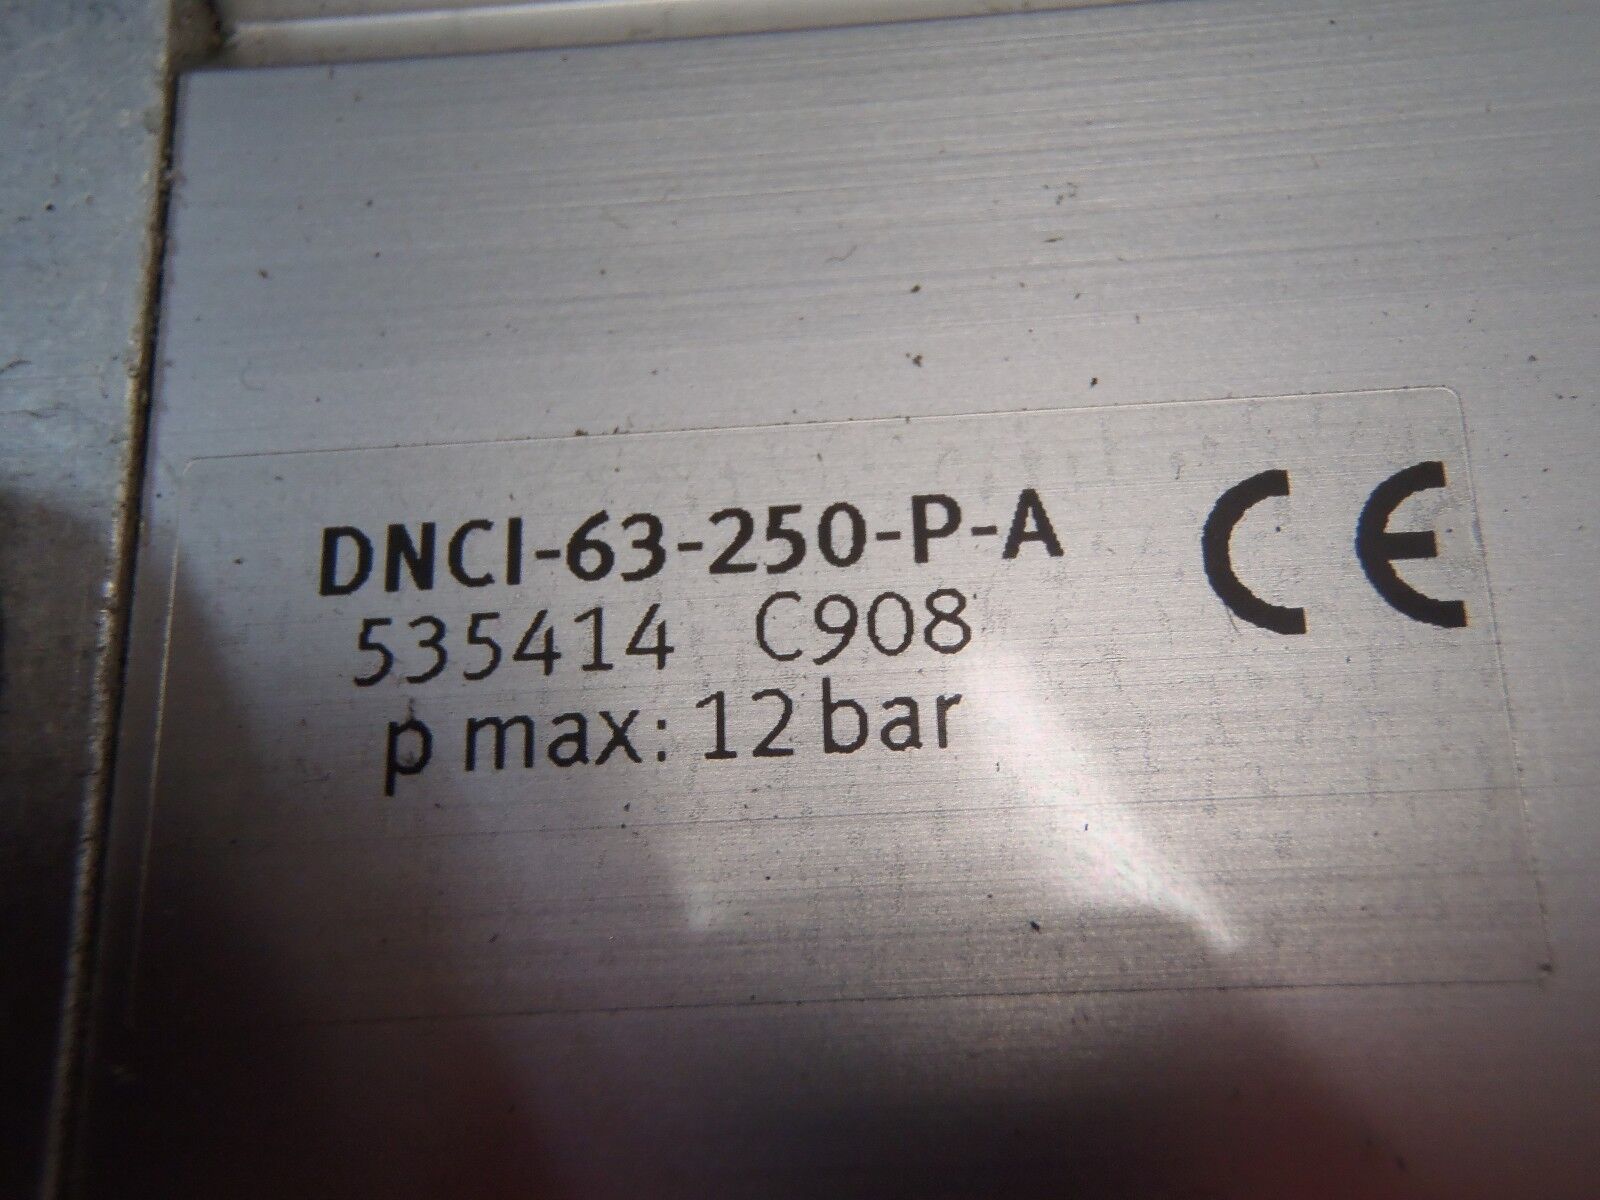 DNCI-63-250-P-A CE
535414 C908
p max: 12 bar